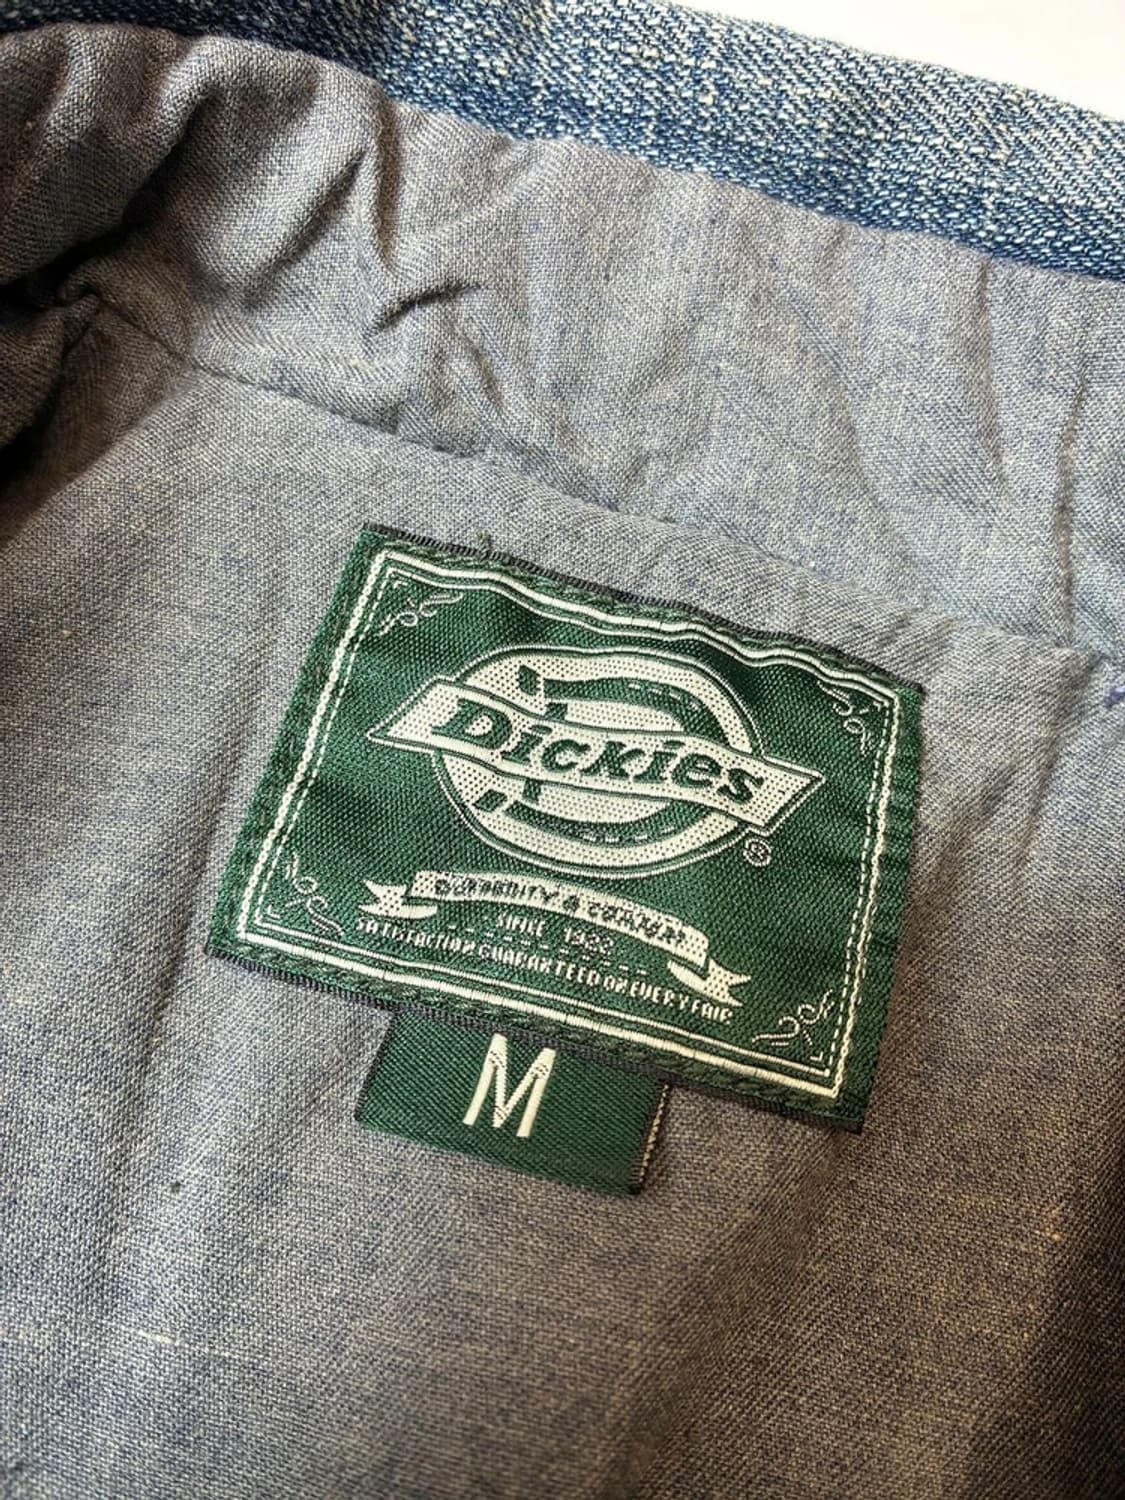 Dickies
®
SINCE 1922
SATISFACTION GUARANTEED ON EVERY PAIR
M